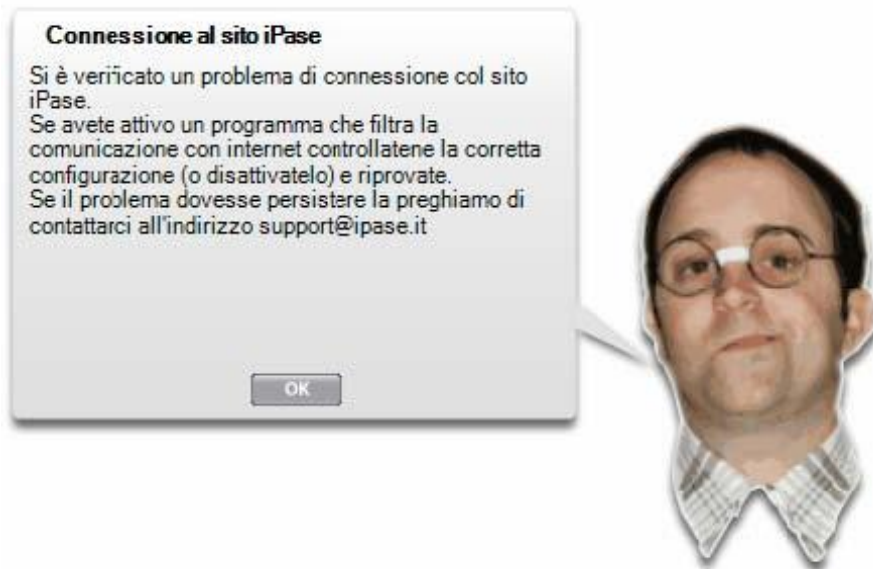 Connessione al sito iPase
Si è verificato un problema di connessione col sito
iPase.
Se avete attivo un programma che filtra la
comunicazione con internet controllatene la corretta
configurazione (o disattivatelo) e riprovate.
Se il problema dovesse persistere la preghiamo di
contattarci all'indirizzo support@ipase.it
OK